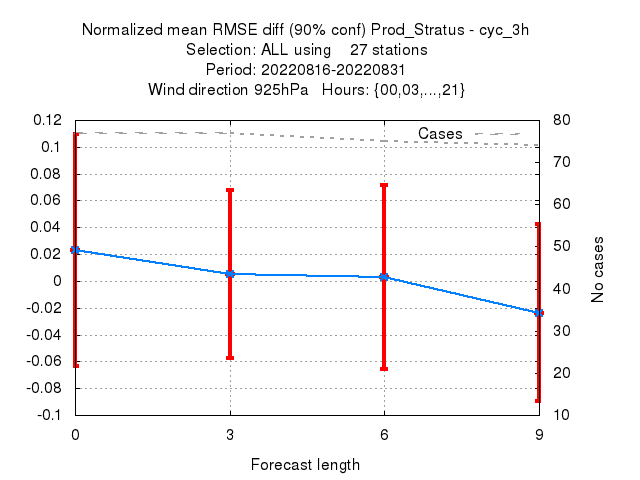 Normalized mean RMSE diff (90% conf) Prod_Stratus - cyc_3h
Selection: ALL using    27 stations
Period: 20220816-20220831
Wind direction 925hPa   Hours: {00,03,...,21}
0.12
0.1
0.08
0.06
0.04
0.02
0
-0.02
-0.04
-0.06
-0.08
-0.1
Cases
80
70
60
50
40
30
20
10
No cases
0 3 6 9
Forecast length